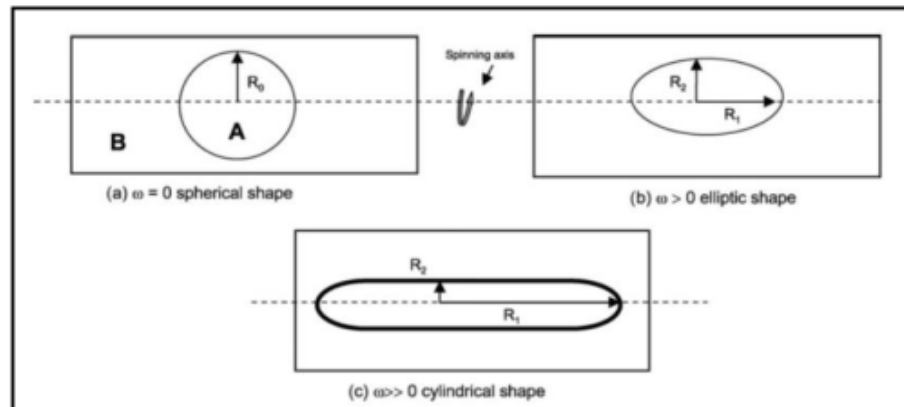 Spinning axis
R0
A
B
(a) ω = 0 spherical shape
R2
R1
(b) ω > 0 elliptic shape
R2
R1
(c) ω>> 0 cylindrical shape